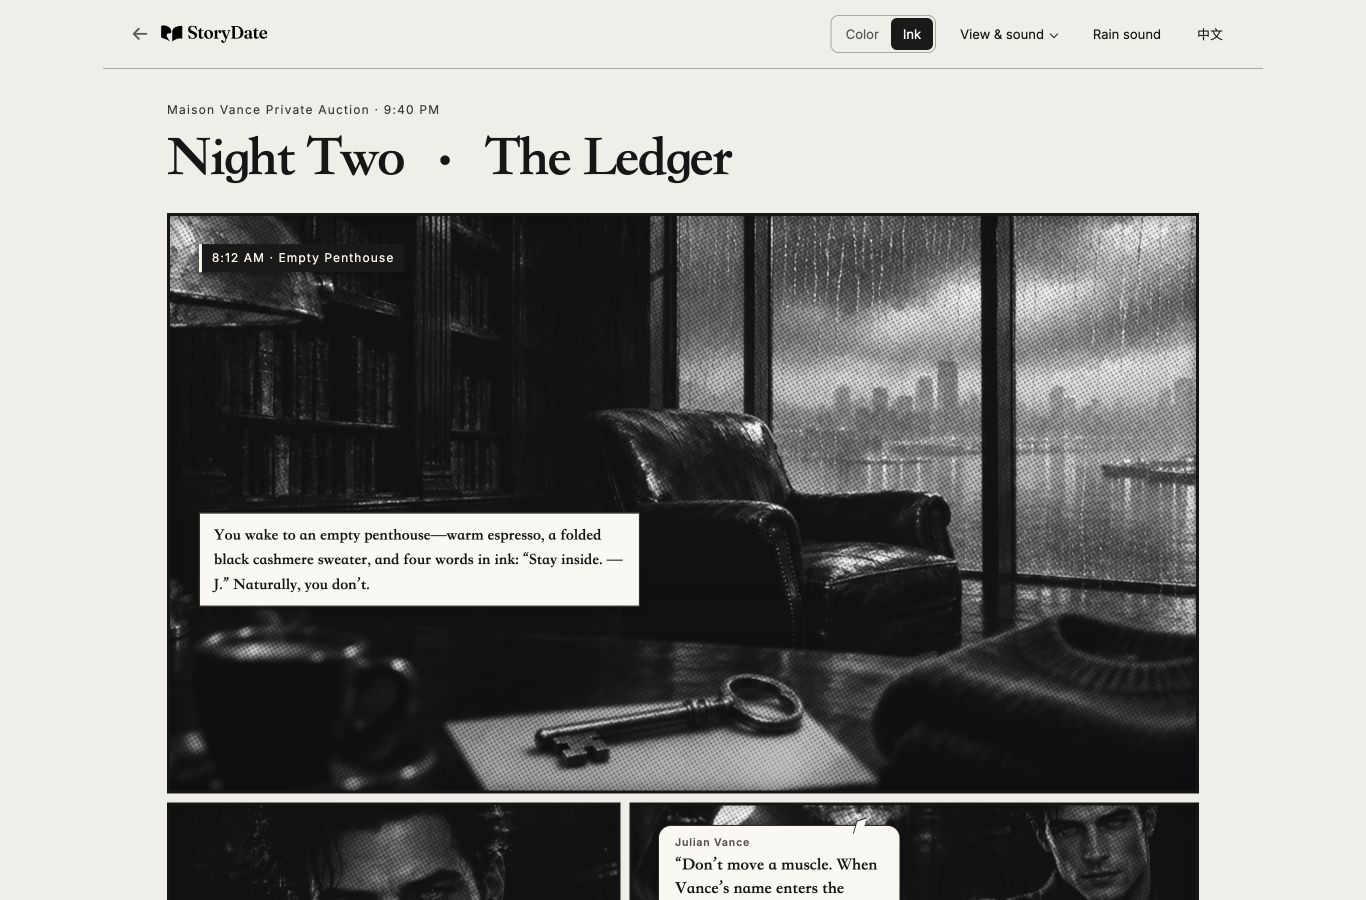 StoryDate
Color
Ink
View & sound
Rain sound
中文
Maison Vance Private Auction · 9:40 PM
Night Two · The Ledger
8:12 AM · Empty Penthouse
You wake to an empty penthouse—warm espresso, a folded
black cashmere sweater, and four words in ink: “Stay inside. —
J.” Naturally, you don’t.
Julian Vance
“Don’t move a muscle. When
Vance’s name enters the